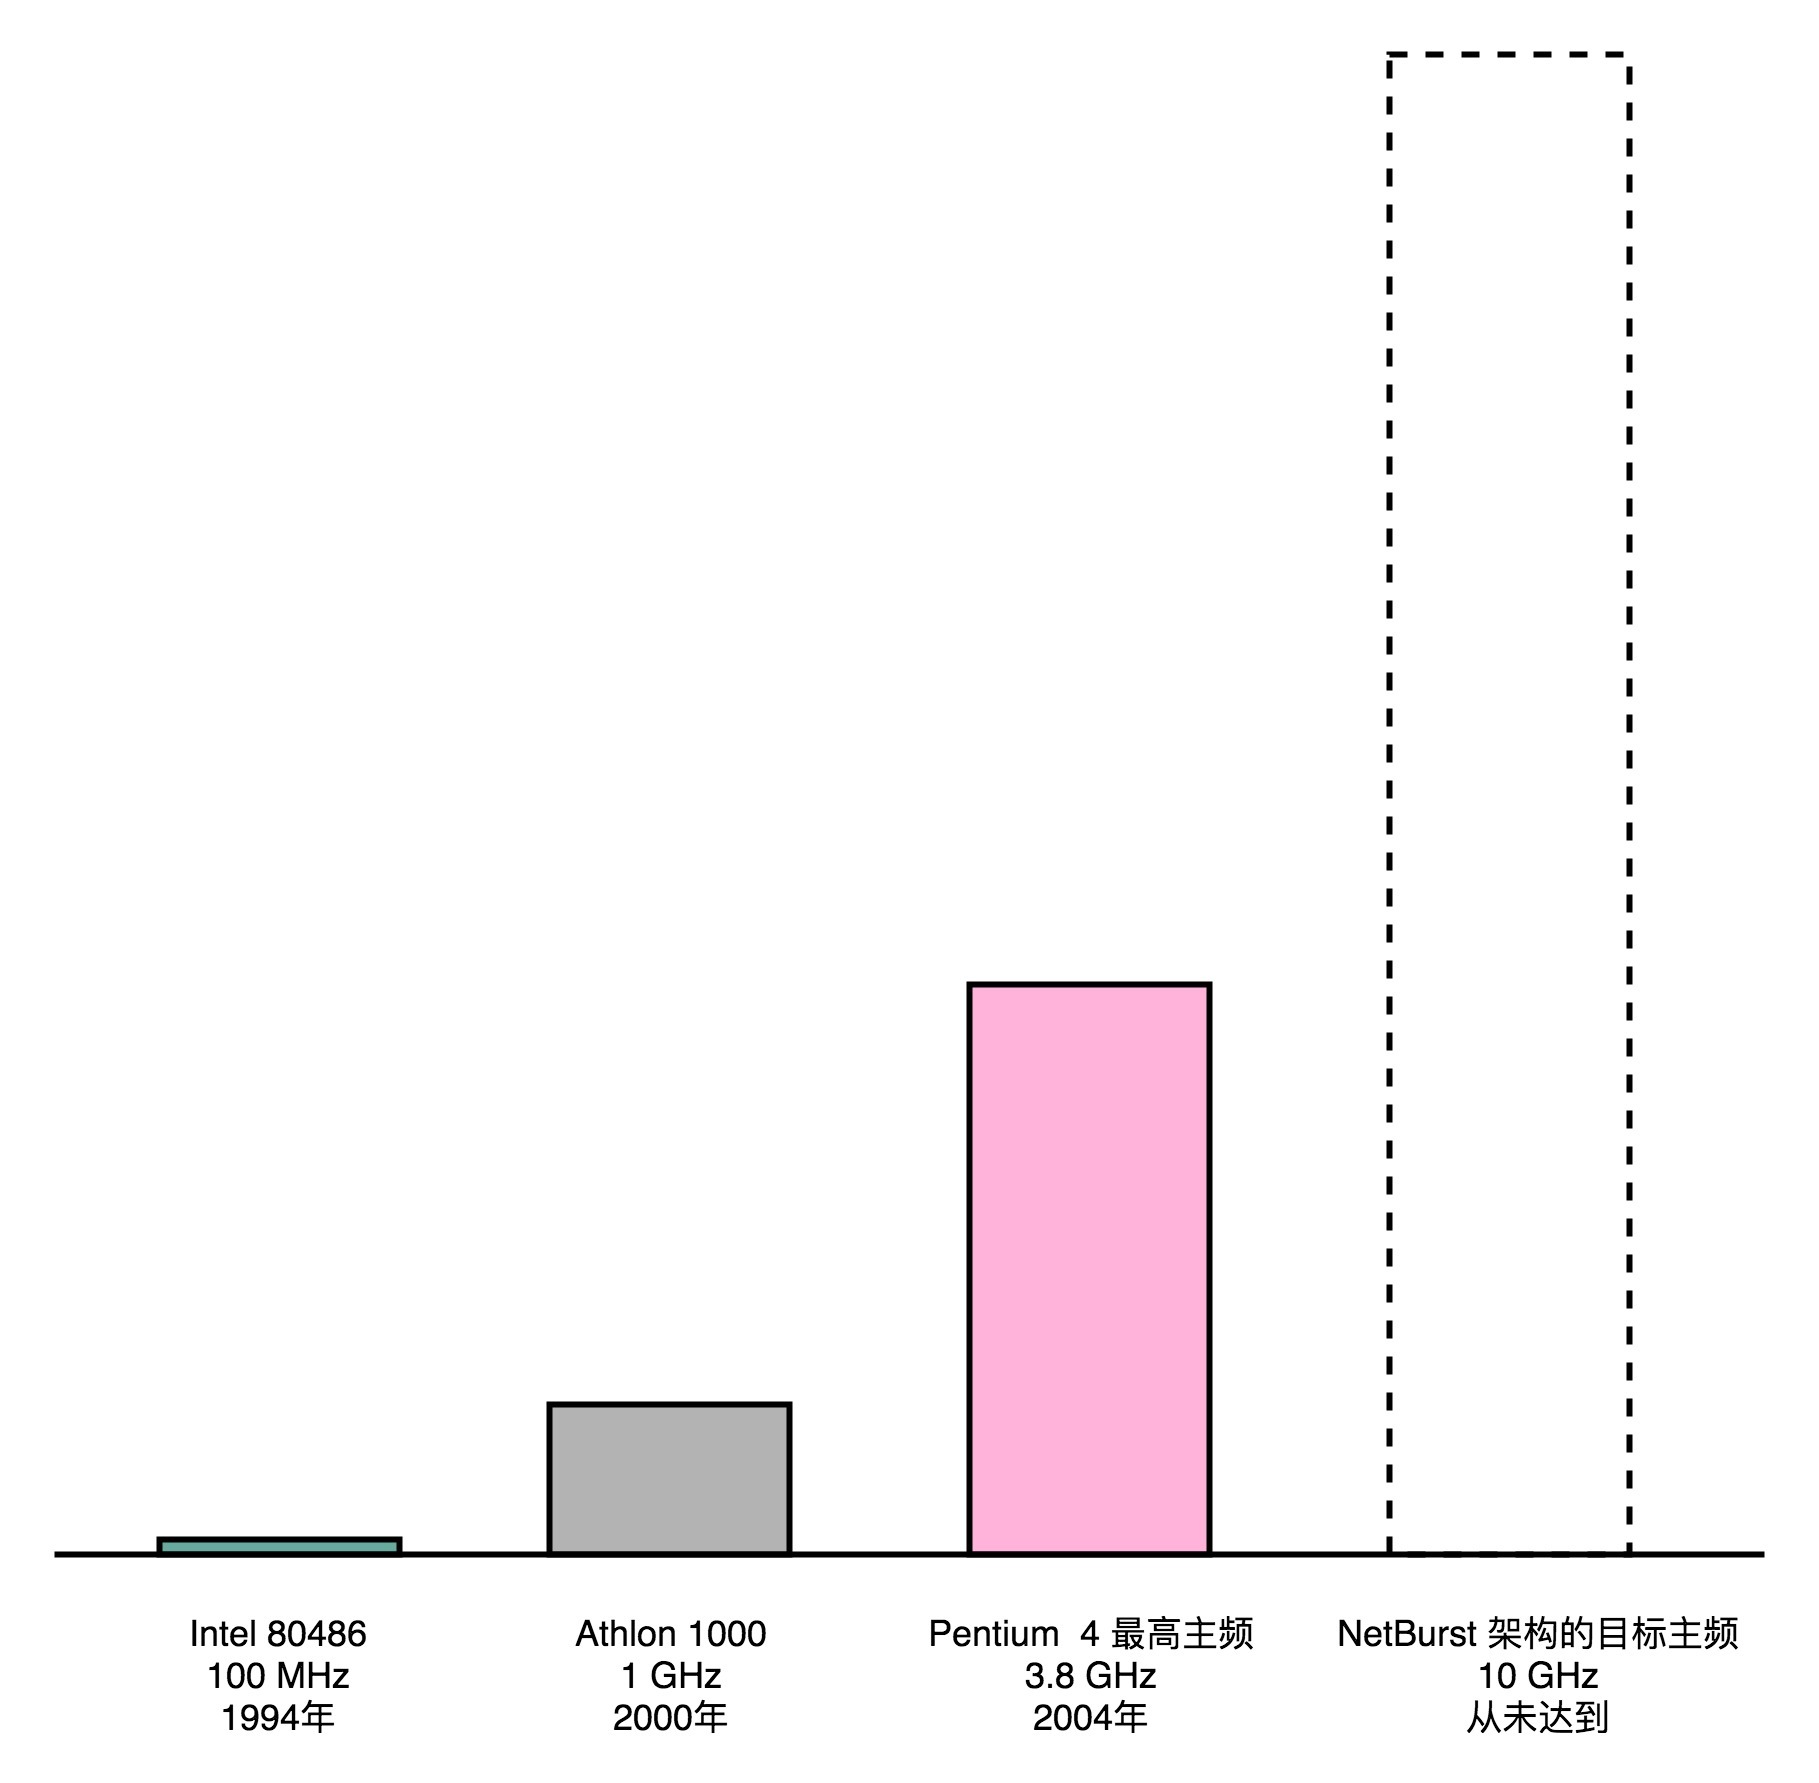 Intel 80486
100 MHz
1994年
Athlon 1000
1 GHz
2000年
Pentium  4 最高主频
3.8 GHz
2004年
NetBurst 架构的目标主频
10 GHz
从未达到